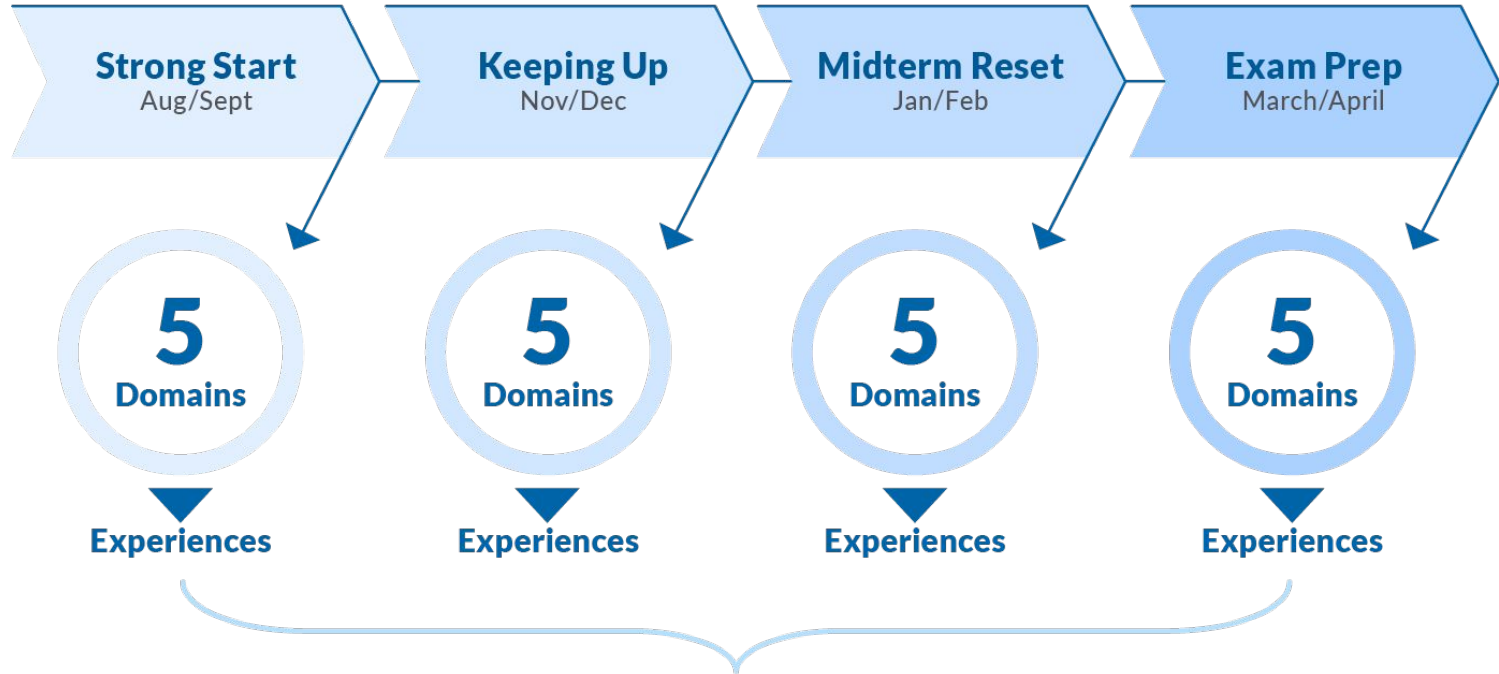 Strong Start
Aug/Sept
Keeping Up
Nov/Dec
Midterm Reset
Jan/Feb
Exam Prep
March/April
5
Domains
5
Domains
5
Domains
5
Domains
Experiences
Experiences
Experiences
Experiences